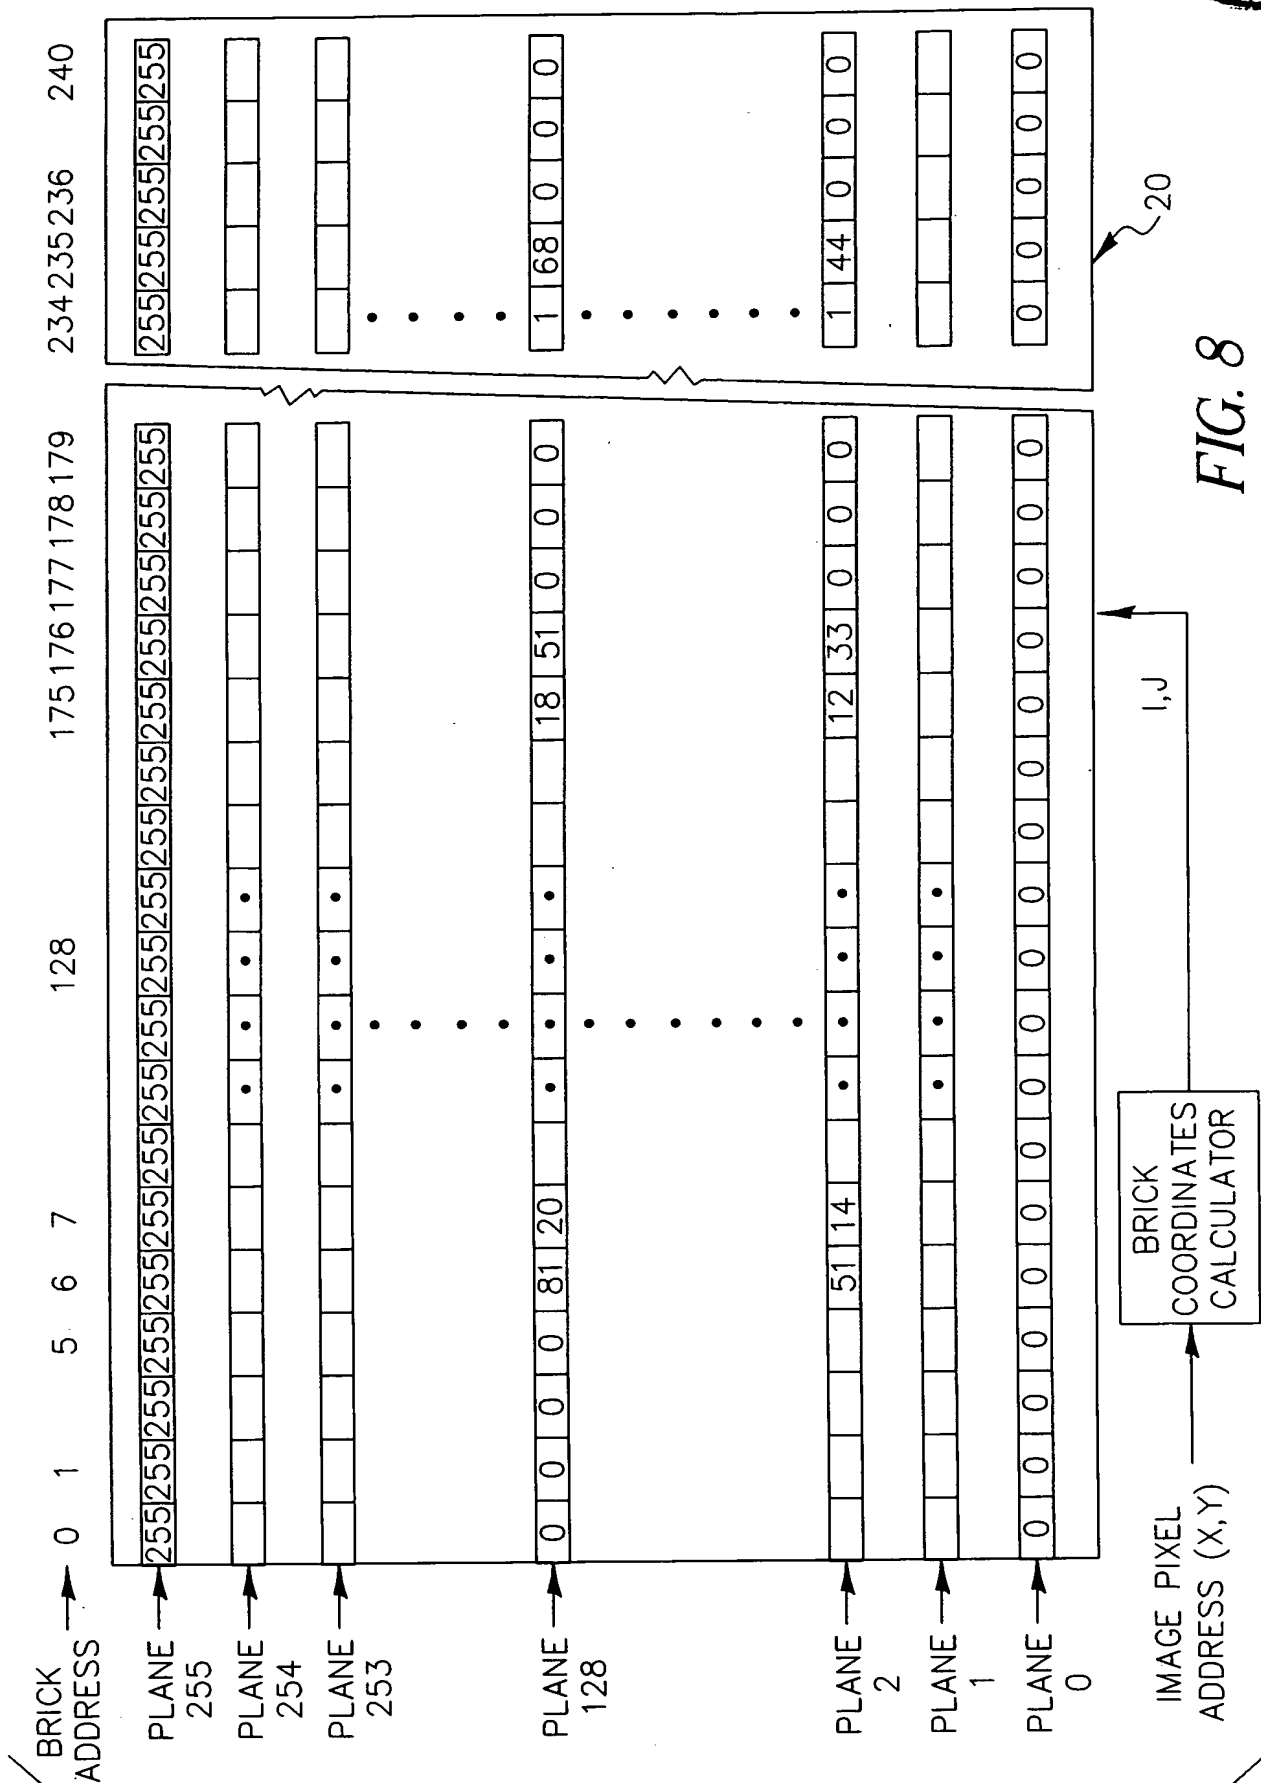 BRICK
ADDRESS 0 1 5 6 7 128 175 176 177 178 179 234 235 236 240
PLANE
255 255 255 255 255 255 255 255 255 255 255 255 255 255 255 255 255 255 255 255 255 255 255 255
PLANE
254
PLANE
253
PLANE
128 0 0 0 0 81 20 18 51 0 0 0 1 68 0 0 0
PLANE
2 51 14 12 33 0 0 0 1 44 0 0 0
PLANE
1
PLANE
0 0 0 0 0 0 0 0 0 0 0 0 0 0 0 0 0 0 0 0 0 0 0 0
IMAGE PIXEL
ADDRESS (X,Y)
BRICK
COORDINATES
CALCULATOR
I,J
20
FIG. 8